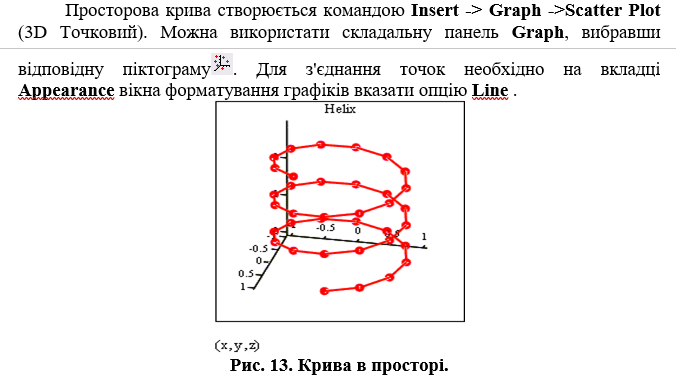 Просторова крива створюється командою Insert -> Graph ->Scatter Plot
(3D Точковий). Можна використати складальну панель Graph, вибравши
відповідну піктограму . Для з'єднання точок необхідно на вкладці
Appearance вікна форматування графіків вказати опцію Line .
Helix
-0.5 0 1
-0.5
0
0.5
1
(x,y,z)
Рис. 13. Крива в просторі.